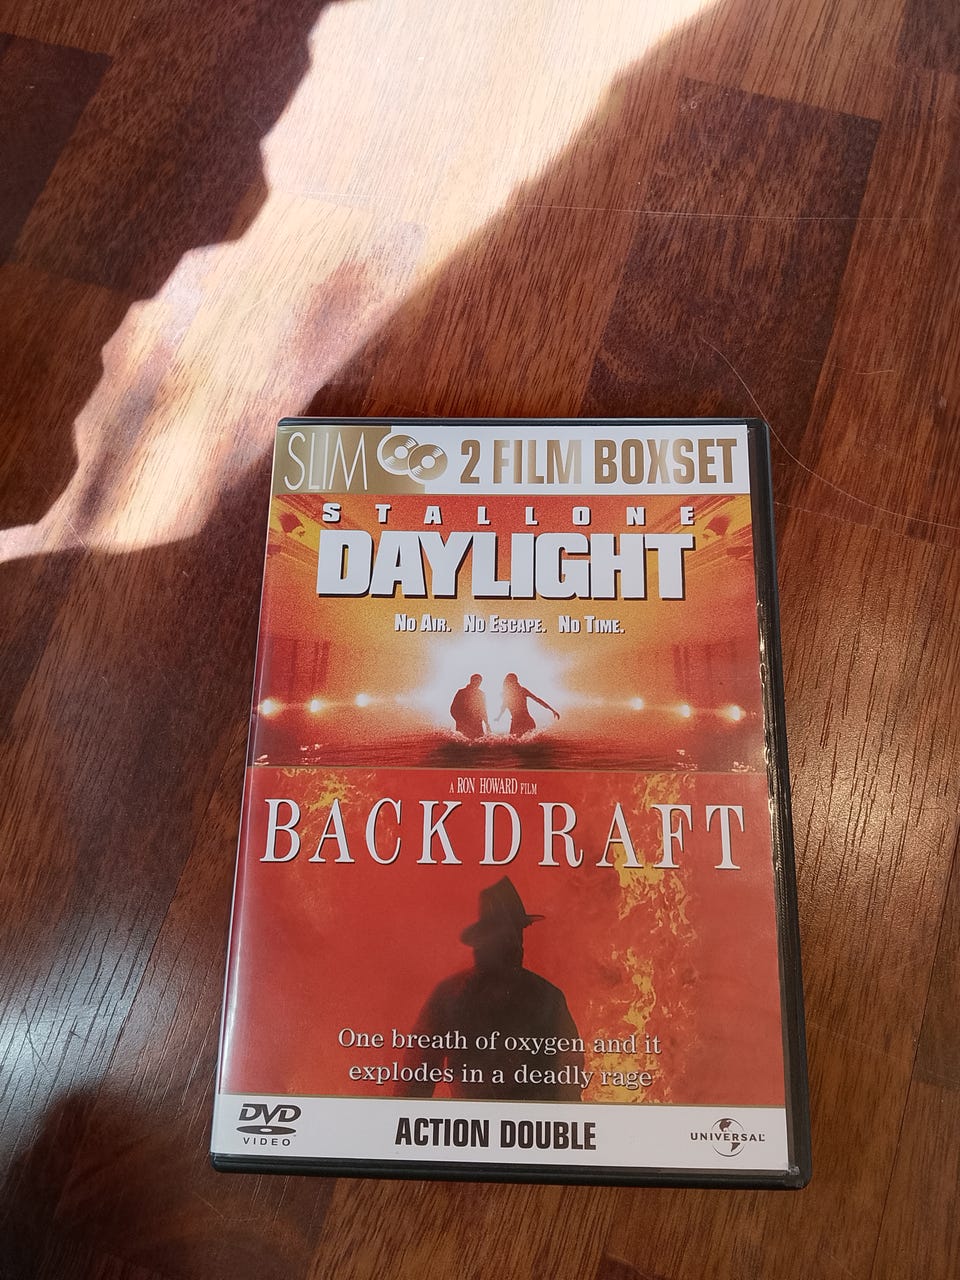 SLIM 2 FILM BOXSET
STALLONE
DAYLIGHT
NO AIR. NO ESCAPE. NO TIME.
A RON HOWARD FILM
BACKDRAFT
One breath of oxygen and it
explodes in a deadly rage
DVD
VIDEO
ACTION DOUBLE
UNIVERSAL